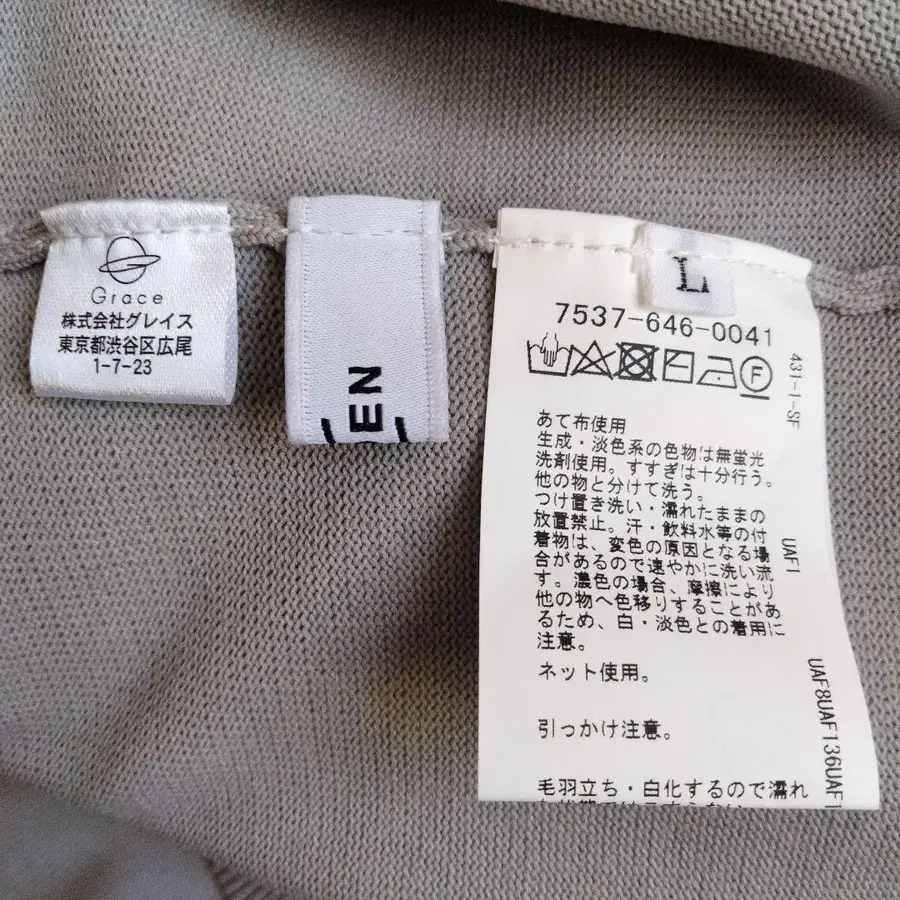 Grace
株式会社グレイス
東京都渋谷区広尾
1-7-23
DEN
L
7537-646-0041
F
431-1-SF
あて布使用
生成・淡色系の色物は無蛍光
洗剤使用。すすぎは十分行う。
他の物と分けて洗う。
つけ置き洗い・濡れたままの
放置禁止。汗・飲料水等の付
着物は、変色の原因となる場
合があるので速やかに洗い流
す。濃色の場合、摩擦により
他の物へ色移りすることがあ
るため、白・淡色との着用に
注意。
ネット使用。
引っかけ注意。
毛羽立ち・白化するので濡れ
UAF1
UAF8UAF136UAF1